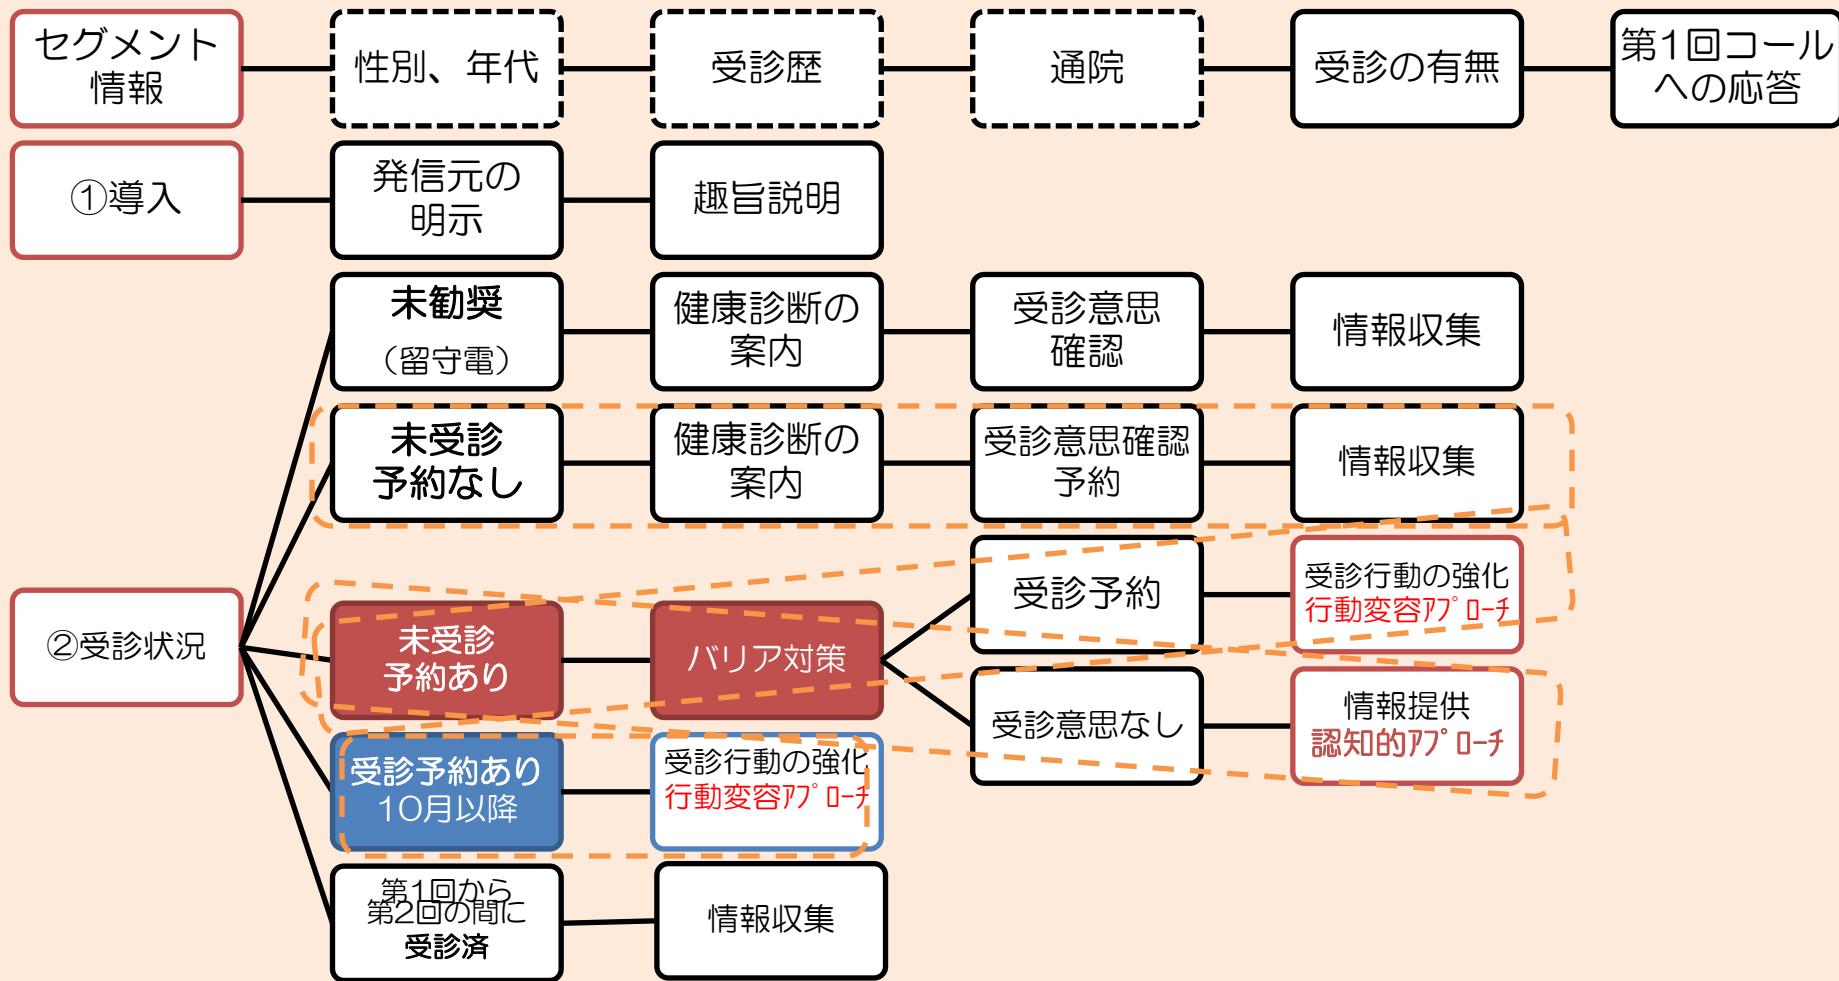 セグメント
情報
性別、年代
受診歴
通院
受診の有無
第1回コール
への応答
①導入
発信元の
明示
趣旨説明
②受診状況
未勧奨
（留守電）
健康診断の
案内
受診意思
確認
情報収集
未受診
予約なし
健康診断の
案内
受診意思確認
予約
情報収集
未受診
予約あり
バリア対策
受診予約
受診行動の強化
行動変容ｱﾌﾟﾛｰﾁ
受診意思なし
情報提供
認知的ｱﾌﾟﾛｰﾁ
受診予約あり
10月以降
受診行動の強化
行動変容ｱﾌﾟﾛｰﾁ
第1回から
第2回の間に
受診済
情報収集